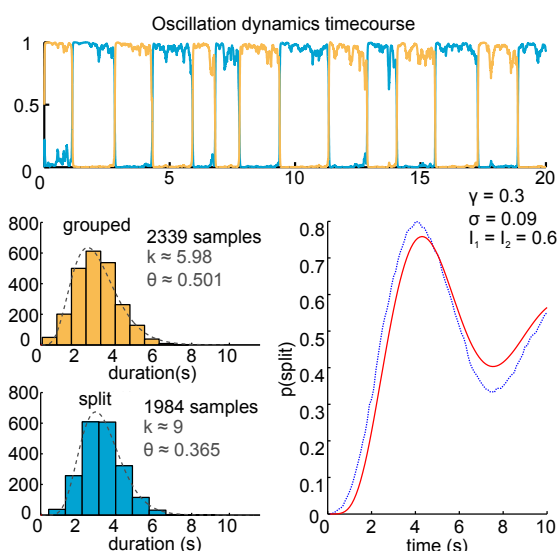 Oscillation dynamics timecourse
1
0.5
0
0 5 10 15 20
γ = 0.3
σ = 0.09
I₁ = I₂ = 0.6
grouped
2339 samples
k ≈ 5.98
θ ≈ 0.501
800
600
400
200
0
0 2 4 6 8 10
duration(s)
split
1984 samples
k ≈ 9
θ ≈ 0.365
800
600
400
200
0
0 2 4 6 8 10
duration (s)
p(split)
0.8
0.7
0.6
0.5
0.4
0.3
0.2
0.1
0
0 2 4 6 8 10
time (s)